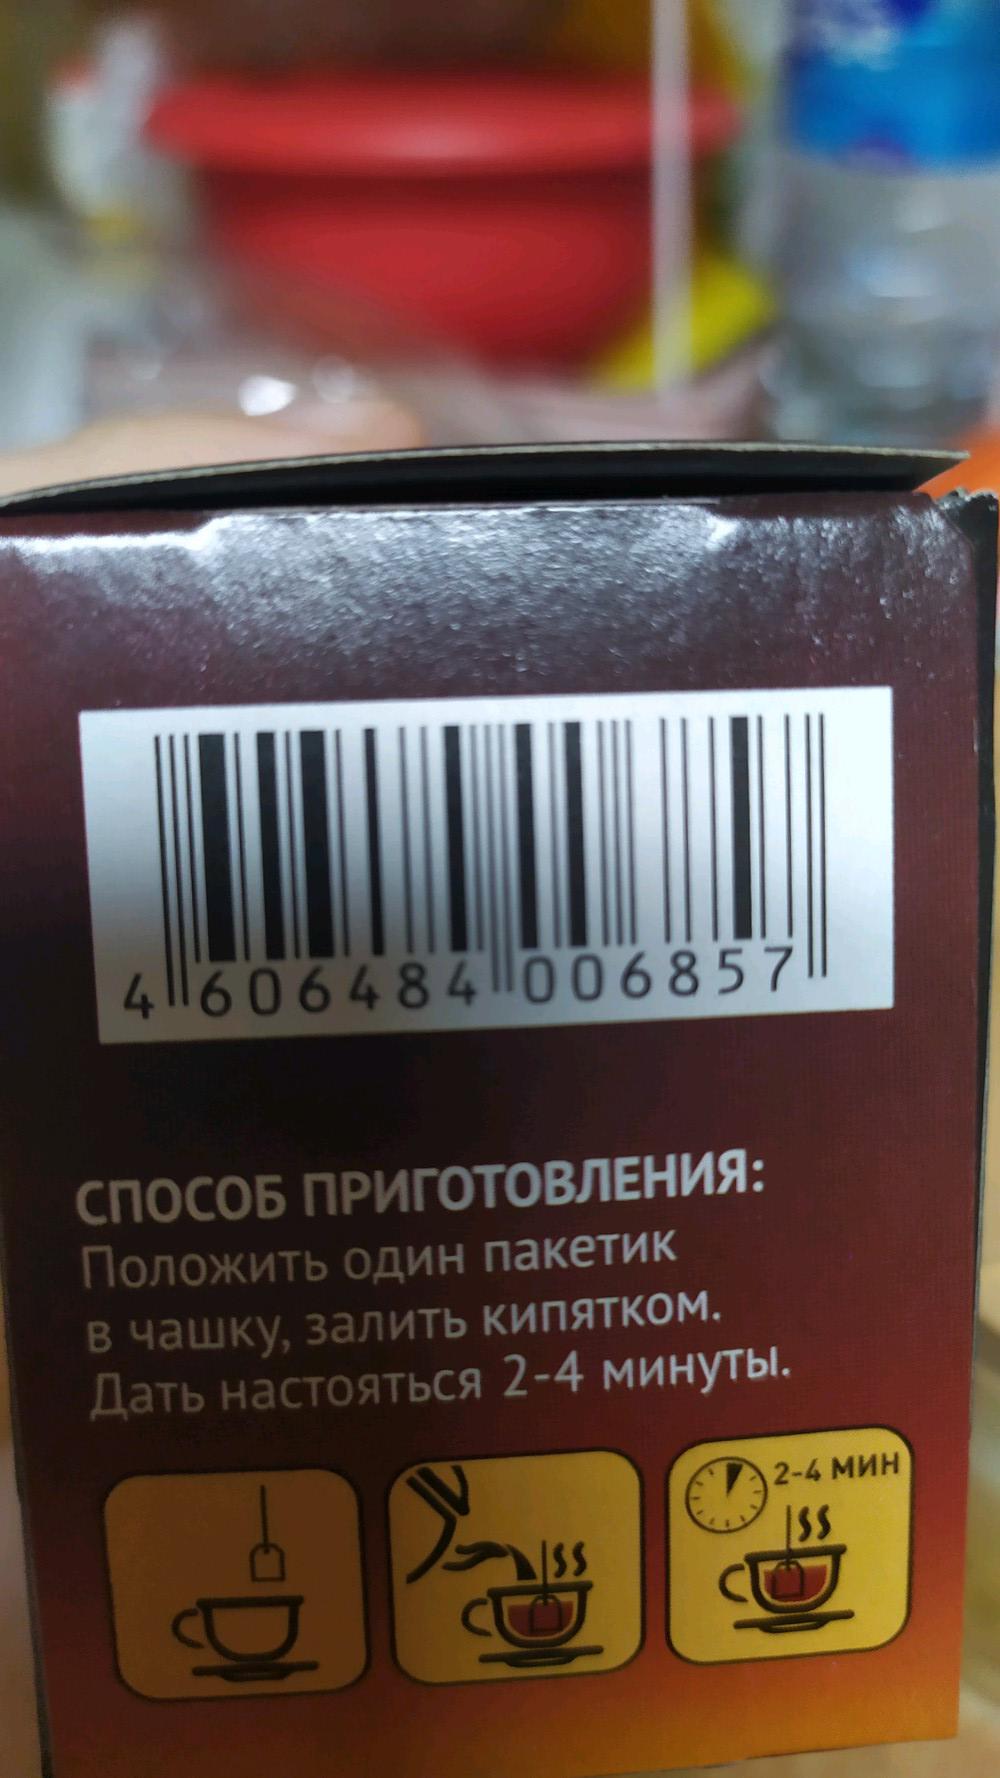 4 606484 006857
СПОСОБ ПРИГОТОВЛЕНИЯ:
Положить один пакетик
в чашку, залить кипятком.
Дать настояться 2-4 минуты.
2-4 МИН